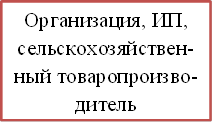 Организация, ИП,
сельскохозяйствен-
ный товаропроизво-
дитель